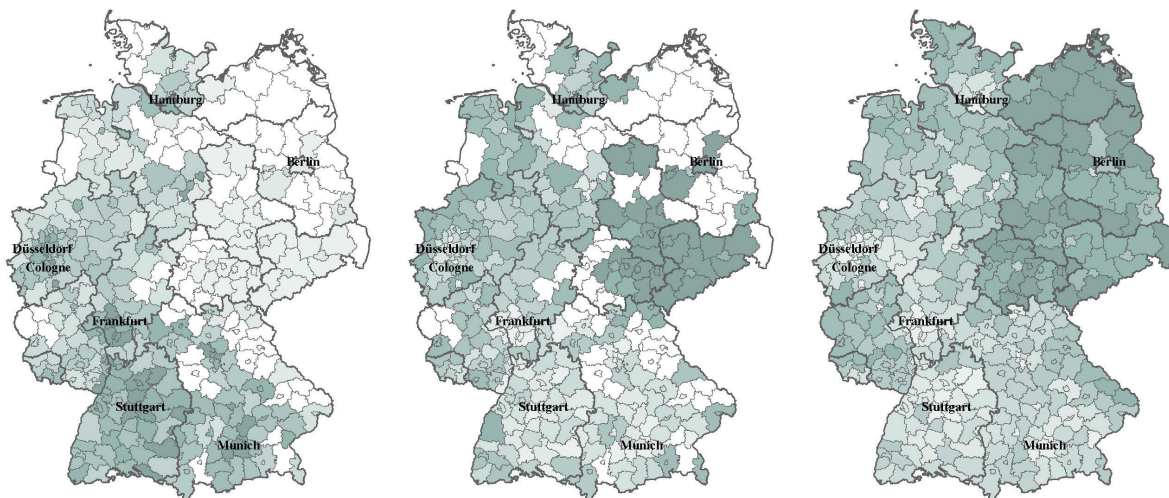 Hamburg
Berlin
Düsseldorf
Cologne
Frankfurt
Stuttgart
Munich
Hamburg
Berlin
Düsseldorf
Cologne
Frankfurt
Stuttgart
Munich
Hamburg
Berlin
Düsseldorf
Cologne
Frankfurt
Stuttgart
Munich